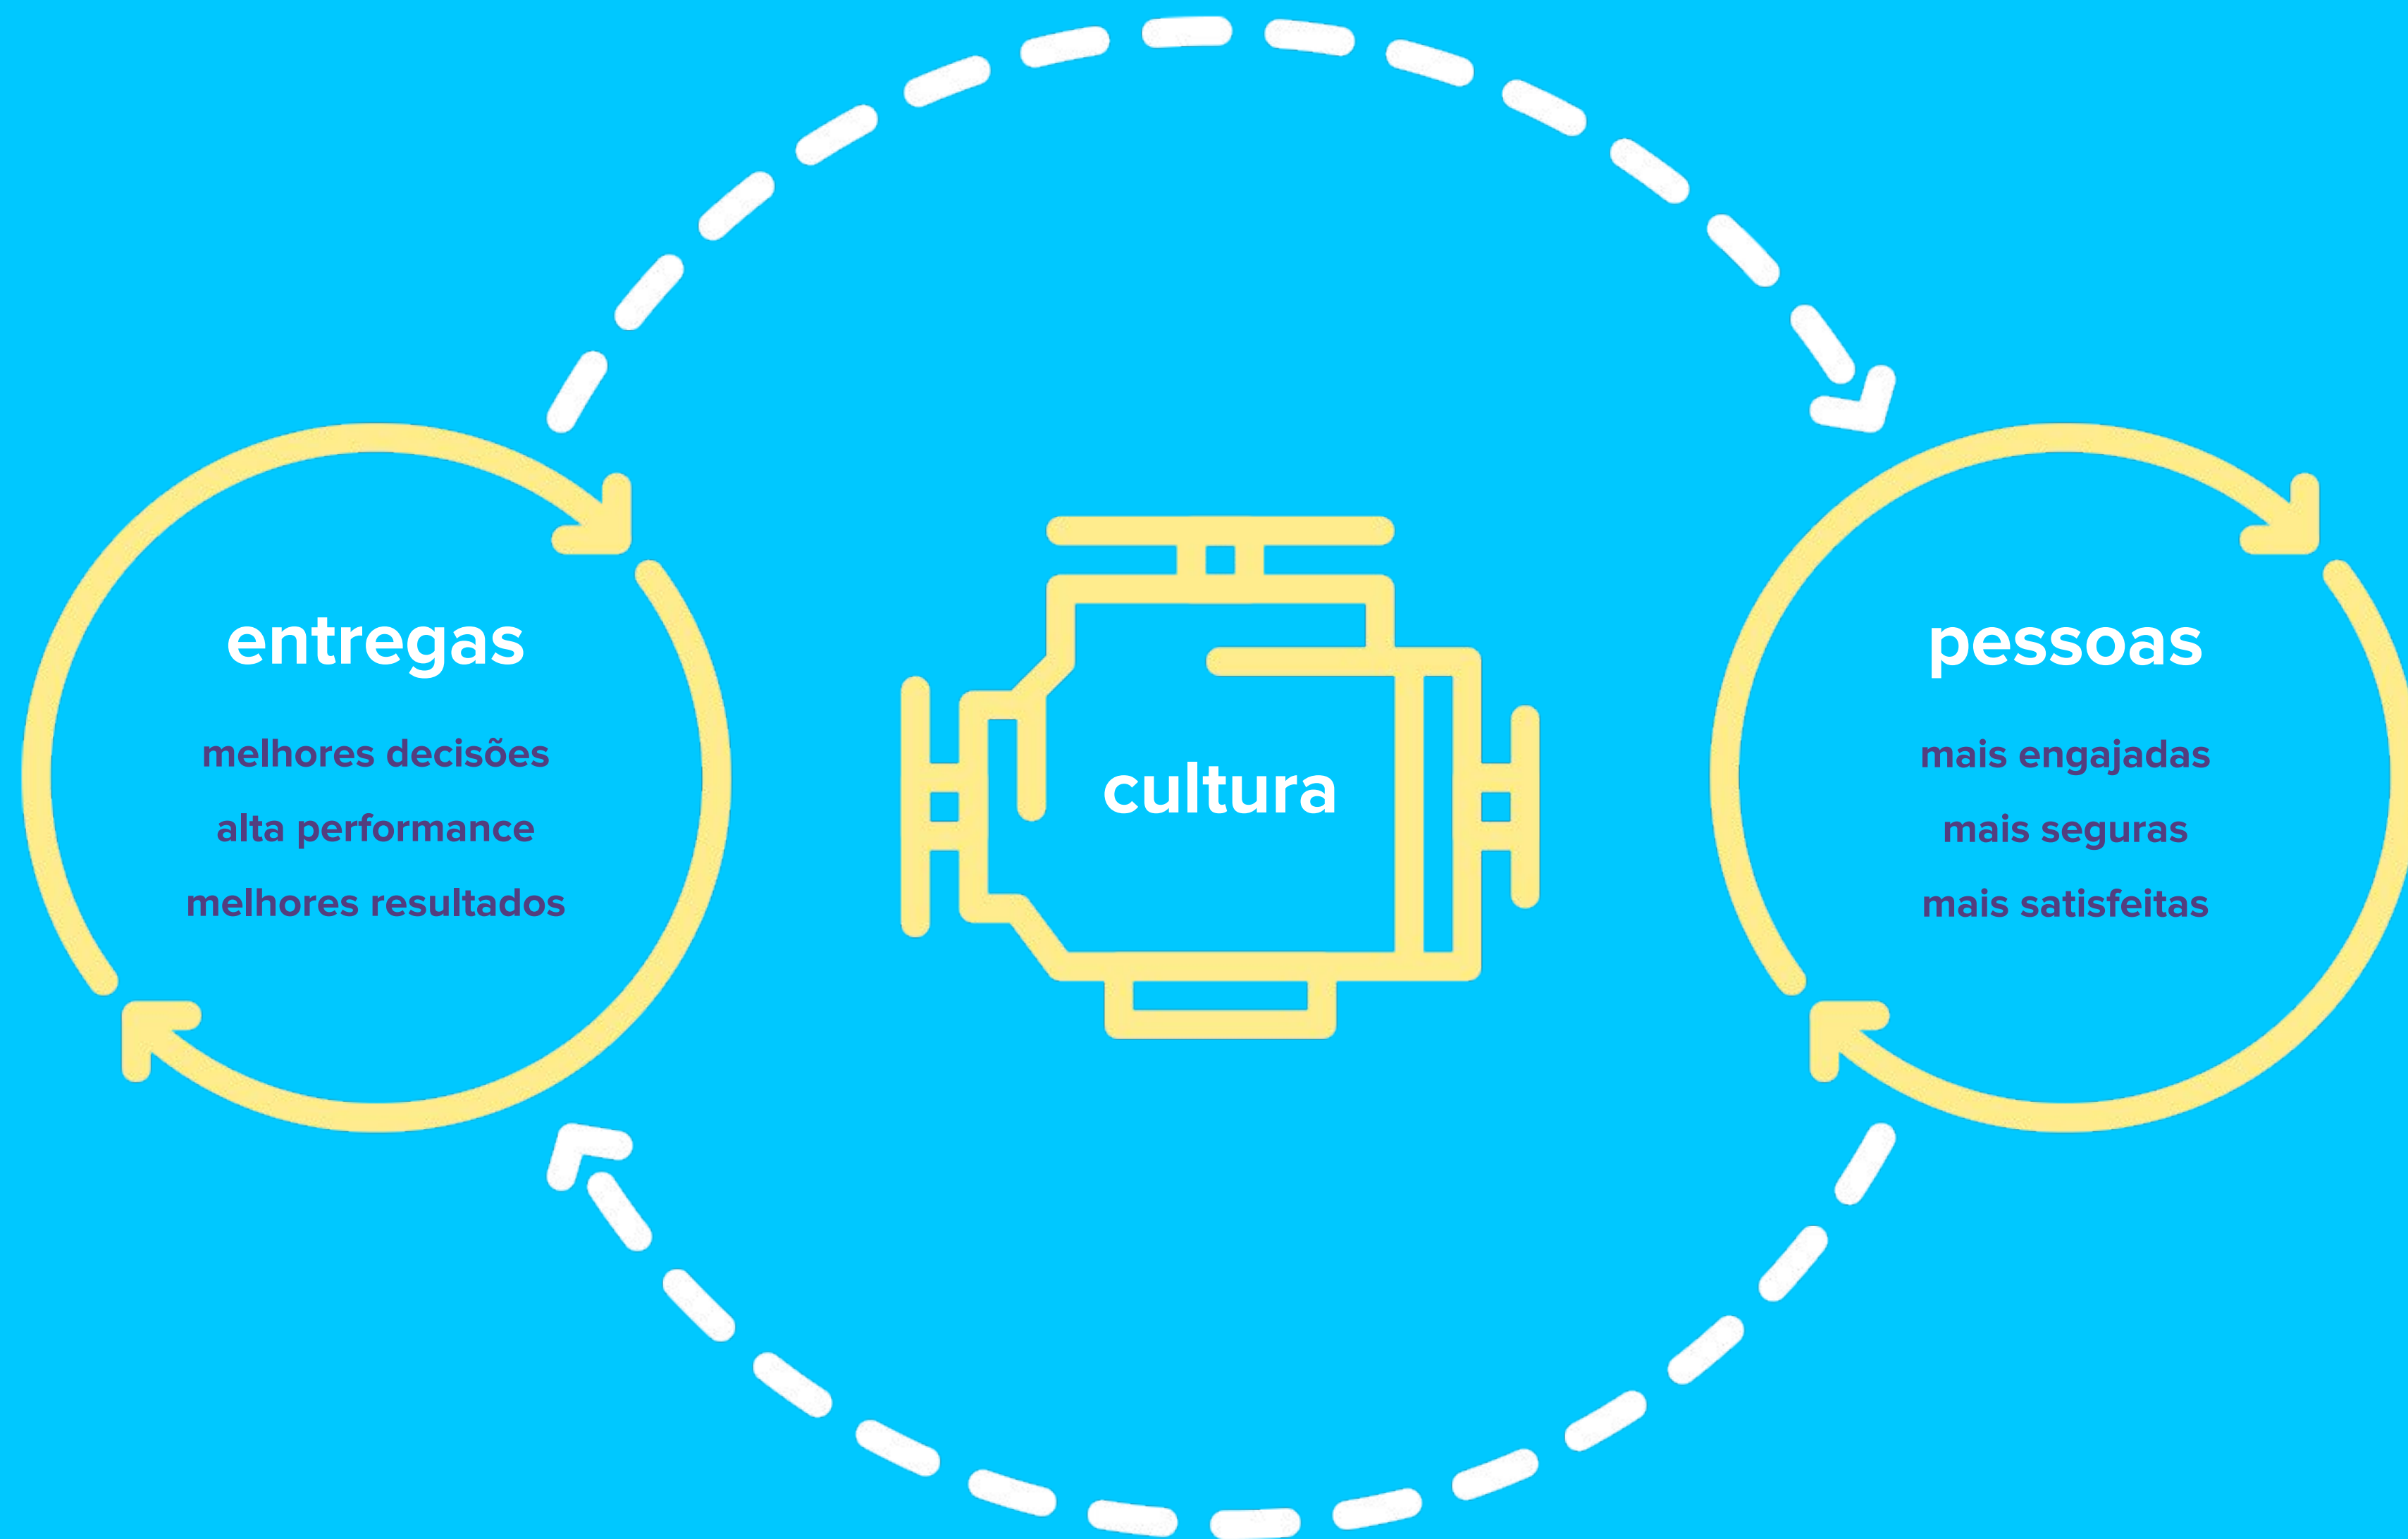 entregas
melhores decisões
alta performance
melhores resultados
cultura
pessoas
mais engajadas
mais seguras
mais satisfeitas